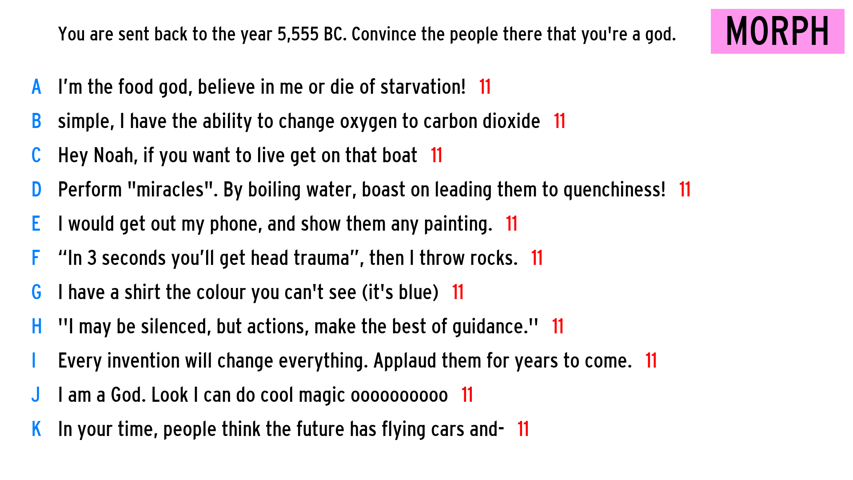 You are sent back to the year 5,555 BC. Convince the people there that you're a god.
MORPH
A I'm the food god, believe in me or die of starvation! 11
B simple, I have the ability to change oxygen to carbon dioxide 11
C Hey Noah, if you want to live get on that boat 11
D Perform "miracles". By boiling water, boast on leading them to quenchiness! 11
E I would get out my phone, and show them any painting. 11
F “In 3 seconds you’ll get head trauma”, then I throw rocks. 11
G I have a shirt the colour you can't see (it's blue) 11
H ''I may be silenced, but actions, make the best of guidance.'' 11
I Every invention will change everything. Applaud them for years to come. 11
J I am a God. Look I can do cool magic oooooooooo 11
K In your time, people think the future has flying cars and- 11